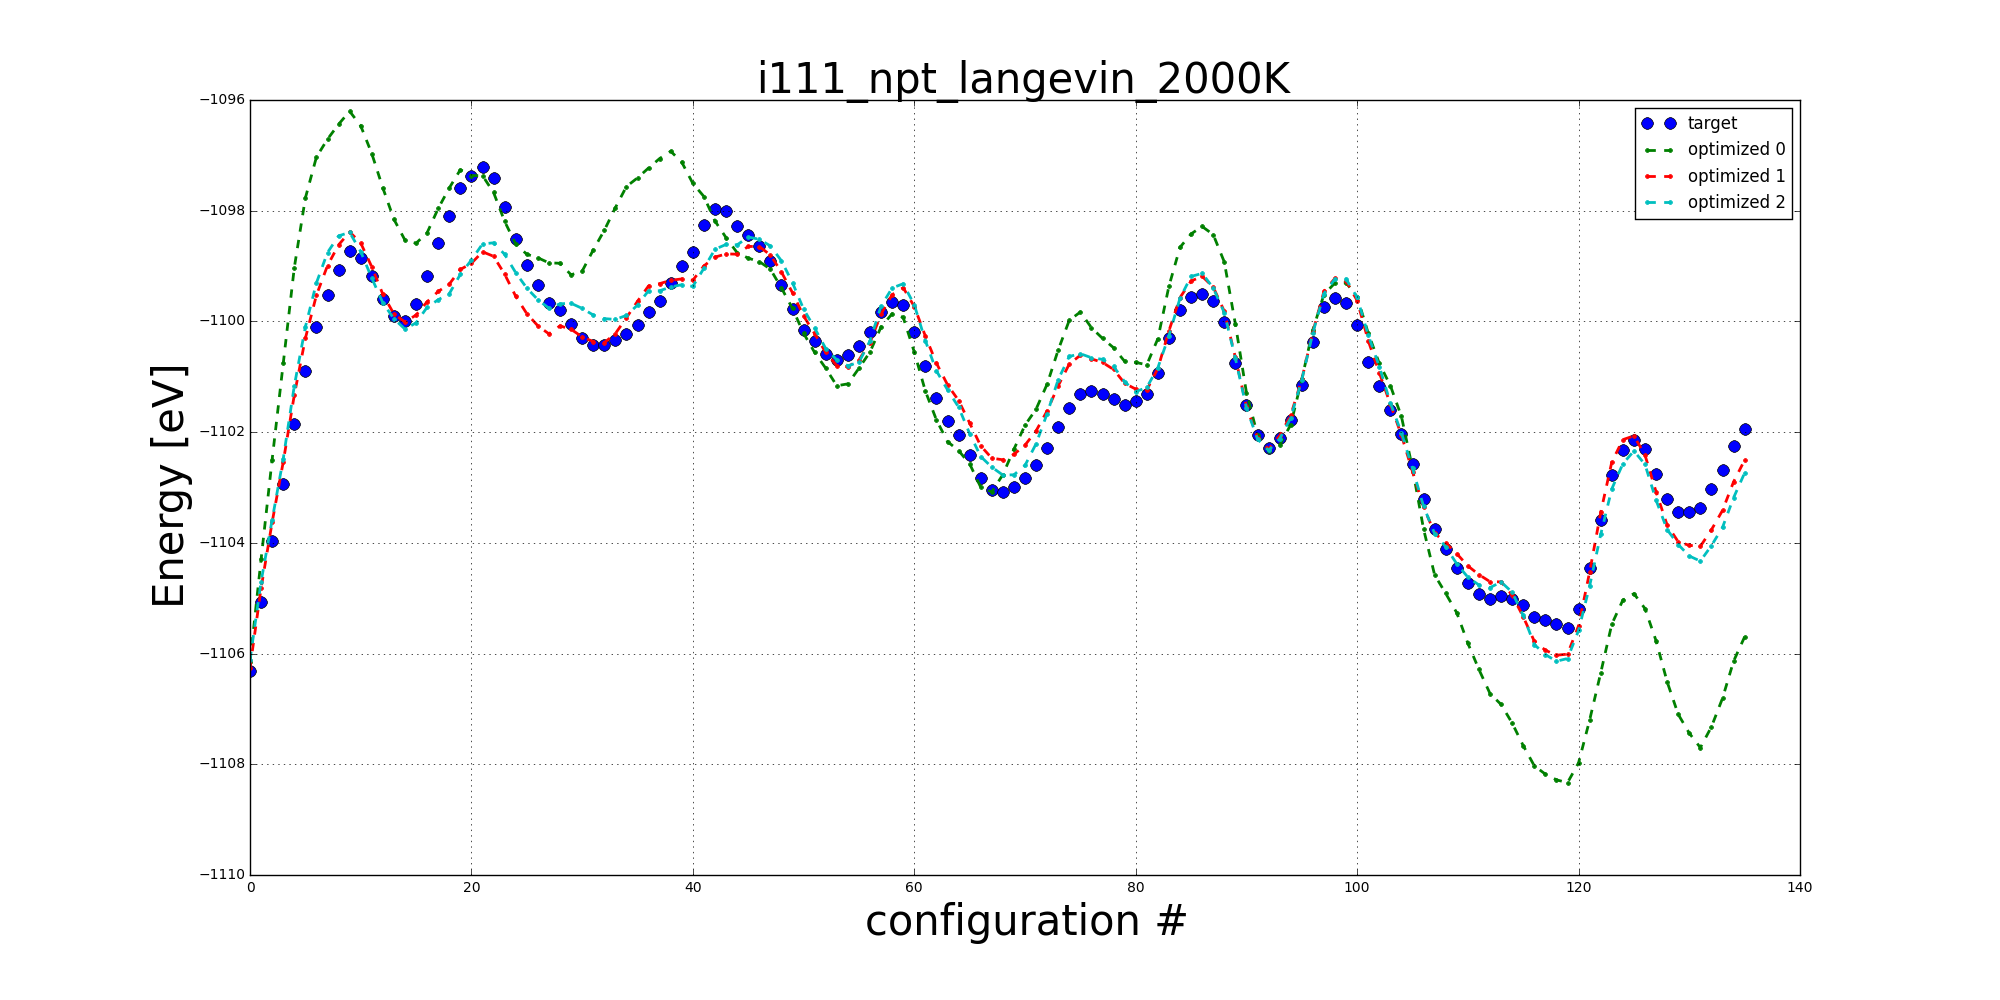 i111_npt_langevin_2000K
Energy [eV]
−1096
−1098
−1100
−1102
−1104
−1106
−1108
−1110
0
20
40
60
80
100
120
140
configuration #
target
optimized 0
optimized 1
optimized 2